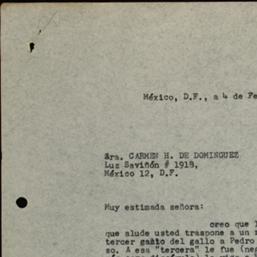 México, D.F., a 4 de Fe
Sra. CARMEN H. DE DOMINGUEZ
Luz Saviñón # 1918,
México 12, D.F.
Muy estimada señora:
creo que l
que alude usted traspone a un
tercer gallo del gallo a Pedro
so. A esa "tercera" le fue (neg